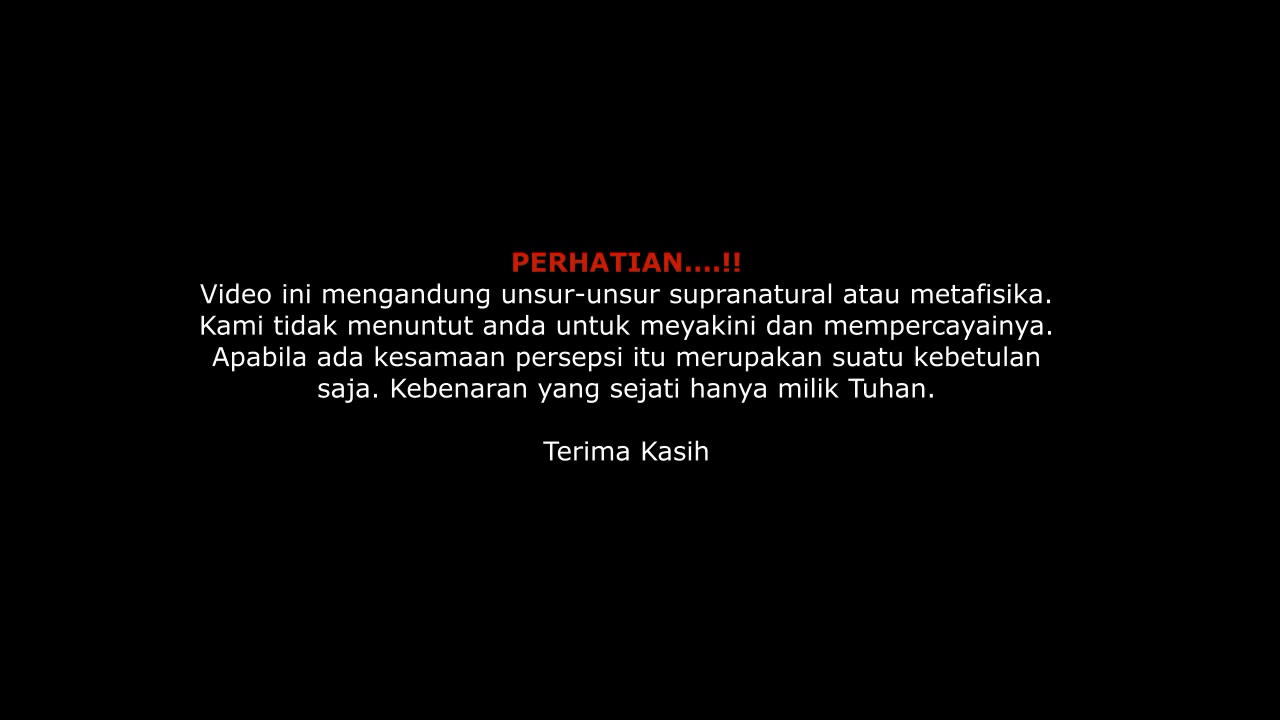 PERHATIAN....!!
Video ini mengandung unsur-unsur supranatural atau metafisika.
Kami tidak menuntut anda untuk meyakini dan mempercayainya.
Apabila ada kesamaan persepsi itu merupakan suatu kebetulan
saja. Kebenaran yang sejati hanya milik Tuhan.
Terima Kasih